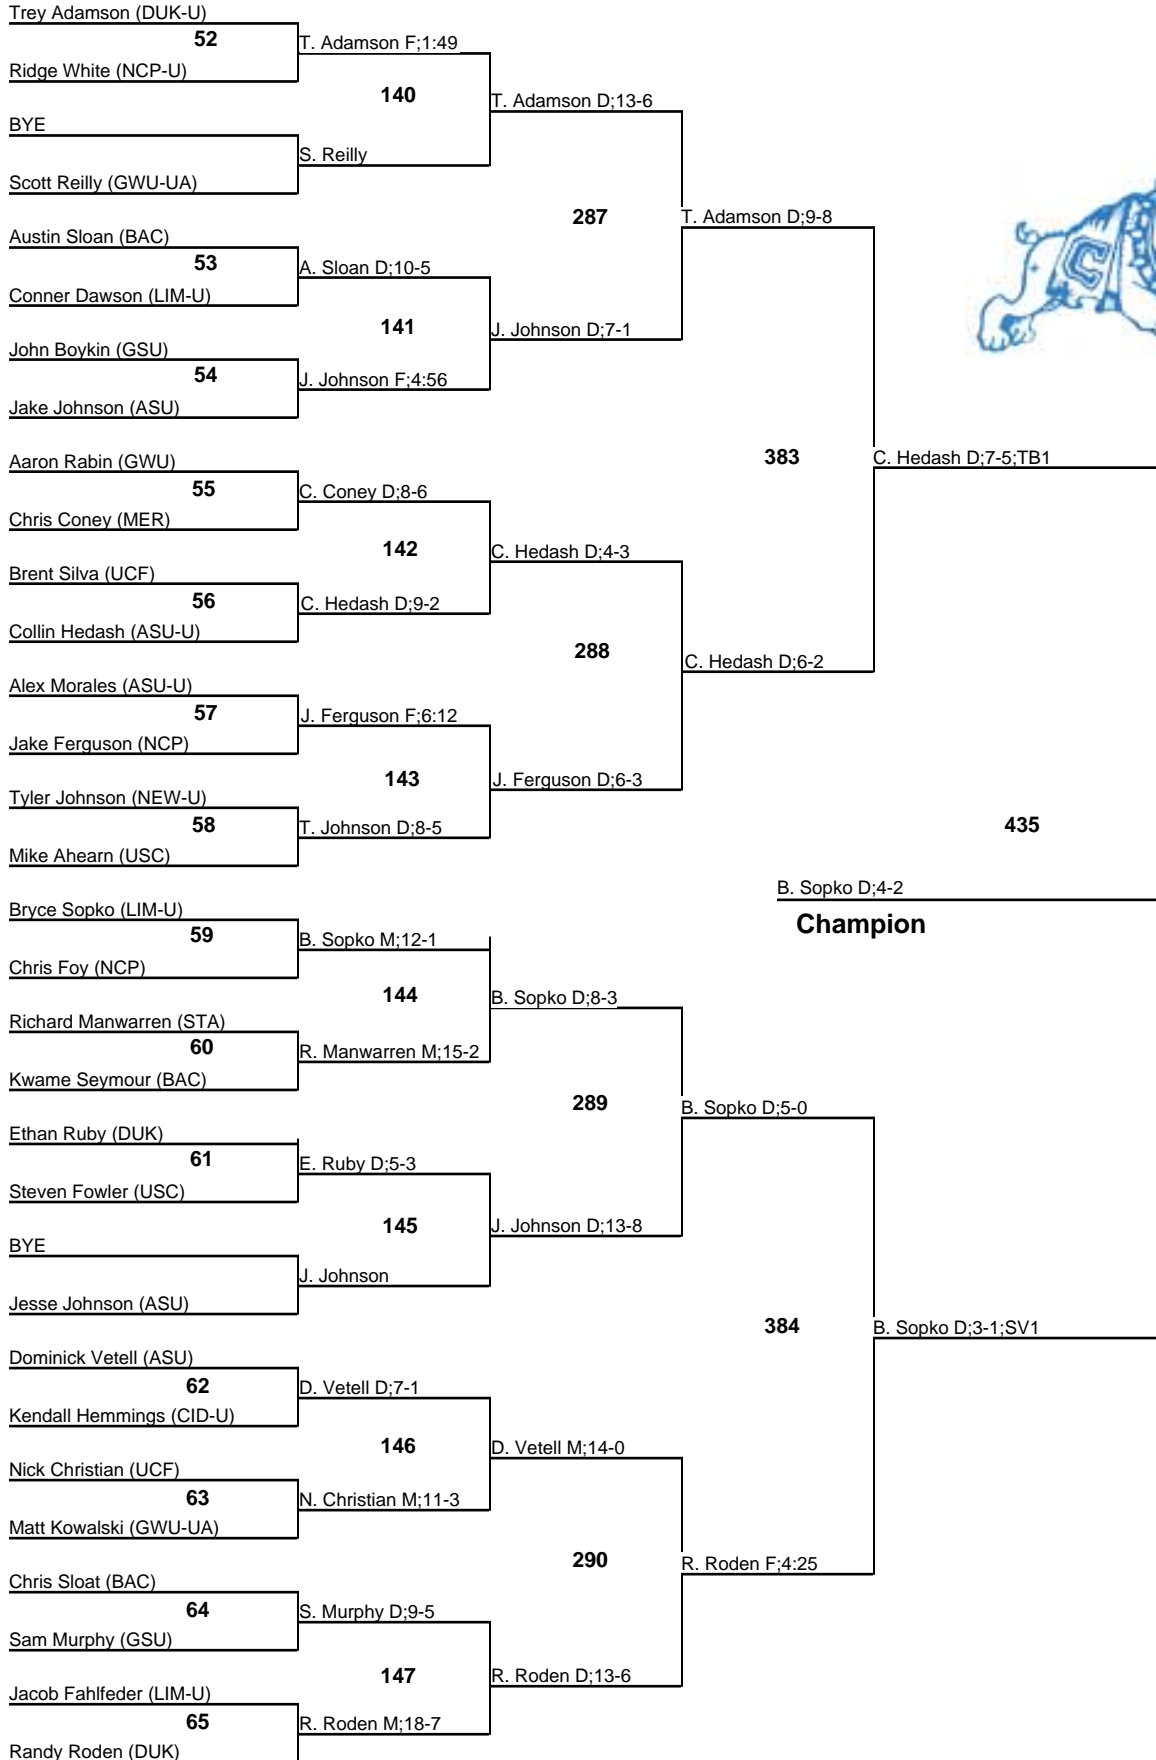 Trey Adamson (DUK-U)
52
T. Adamson F;1:49
Ridge White (NCP-U)
140
T. Adamson D;13-6
BYE
S. Reilly
Scott Reilly (GWU-UA)
287
T. Adamson D;9-8
Austin Sloan (BAC)
53
A. Sloan D;10-5
Conner Dawson (LIM-U)
141
J. Johnson D;7-1
John Boykin (GSU)
54
J. Johnson F;4:56
Jake Johnson (ASU)
383
C. Hedash D;7-5;TB1
Aaron Rabin (GWU)
55
C. Coney D;8-6
Chris Coney (MER)
142
C. Hedash D;4-3
Brent Silva (UCF)
56
C. Hedash D;9-2
Collin Hedash (ASU-U)
288
C. Hedash D;6-2
Alex Morales (ASU-U)
57
J. Ferguson F;6:12
Jake Ferguson (NCP)
143
J. Ferguson D;6-3
Tyler Johnson (NEW-U)
58
T. Johnson D;8-5
Mike Ahearn (USC)
435
B. Sopko D;4-2
Champion
Bryce Sopko (LIM-U)
59
B. Sopko M;12-1
Chris Foy (NCP)
144
B. Sopko D;8-3
Richard Manwarren (STA)
60
R. Manwarren M;15-2
Kwame Seymour (BAC)
289
B. Sopko D;5-0
Ethan Ruby (DUK)
61
E. Ruby D;5-3
Steven Fowler (USC)
145
J. Johnson D;13-8
BYE
J. Johnson
Jesse Johnson (ASU)
384
B. Sopko D;3-1;SV1
Dominick Vetell (ASU)
62
D. Vetell D;7-1
Kendall Hemmings (CID-U)
146
D. Vetell M;14-0
Nick Christian (UCF)
63
N. Christian M;11-3
Matt Kowalski (GWU-UA)
290
R. Roden F;4:25
Chris Sloat (BAC)
64
S. Murphy D;9-5
Sam Murphy (GSU)
147
R. Roden D;13-6
Jacob Fahlfeder (LIM-U)
65
R. Roden M;18-7
Randy Roden (DUK)
C